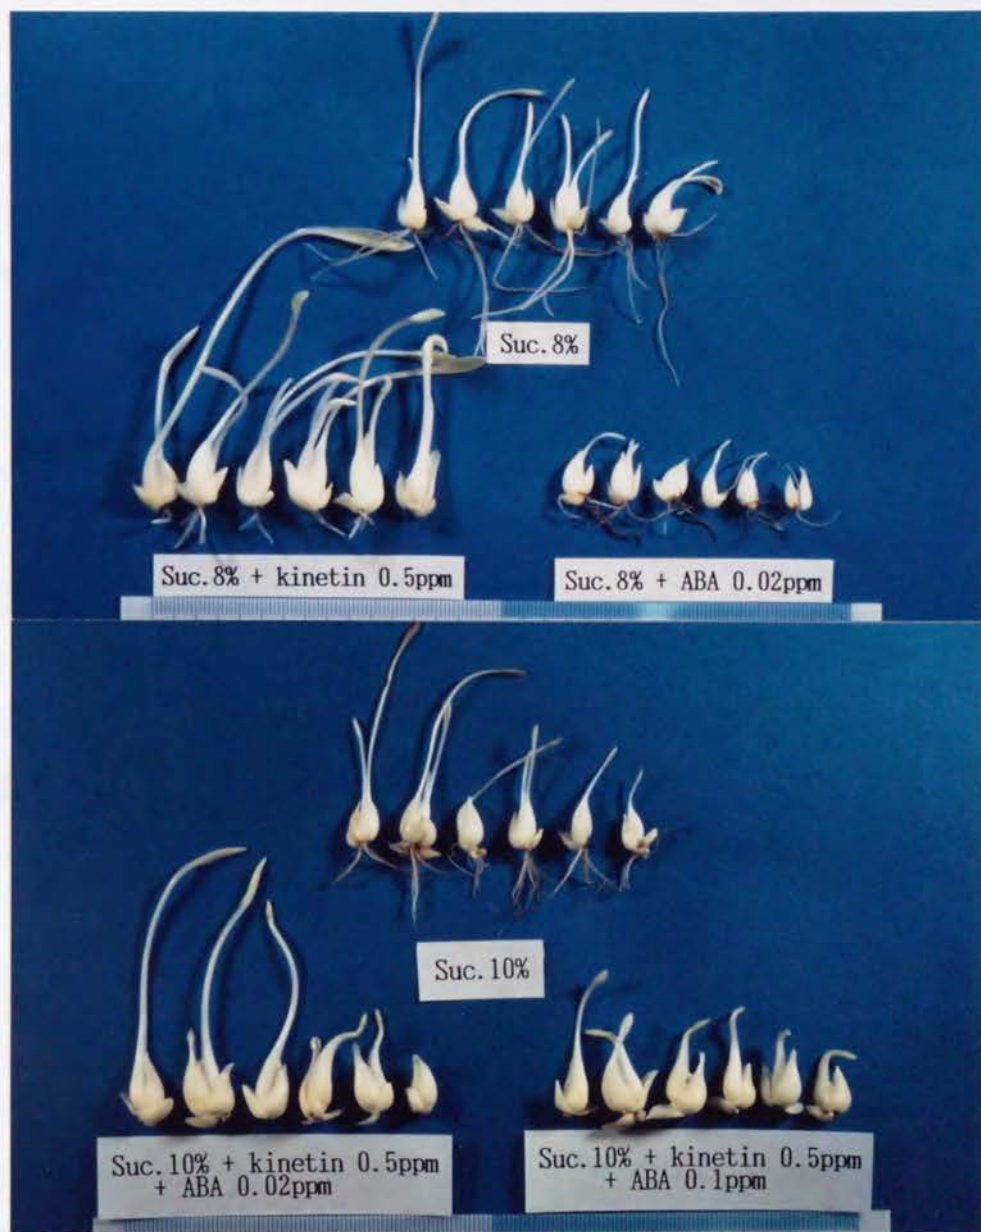 Suc.8%
Suc.8% + kinetin 0.5ppm
Suc.8% + ABA 0.02ppm
Suc.10%
Suc.10% + kinetin 0.5ppm
+ ABA 0.02ppm
Suc.10% + kinetin 0.5ppm
+ ABA 0.1ppm